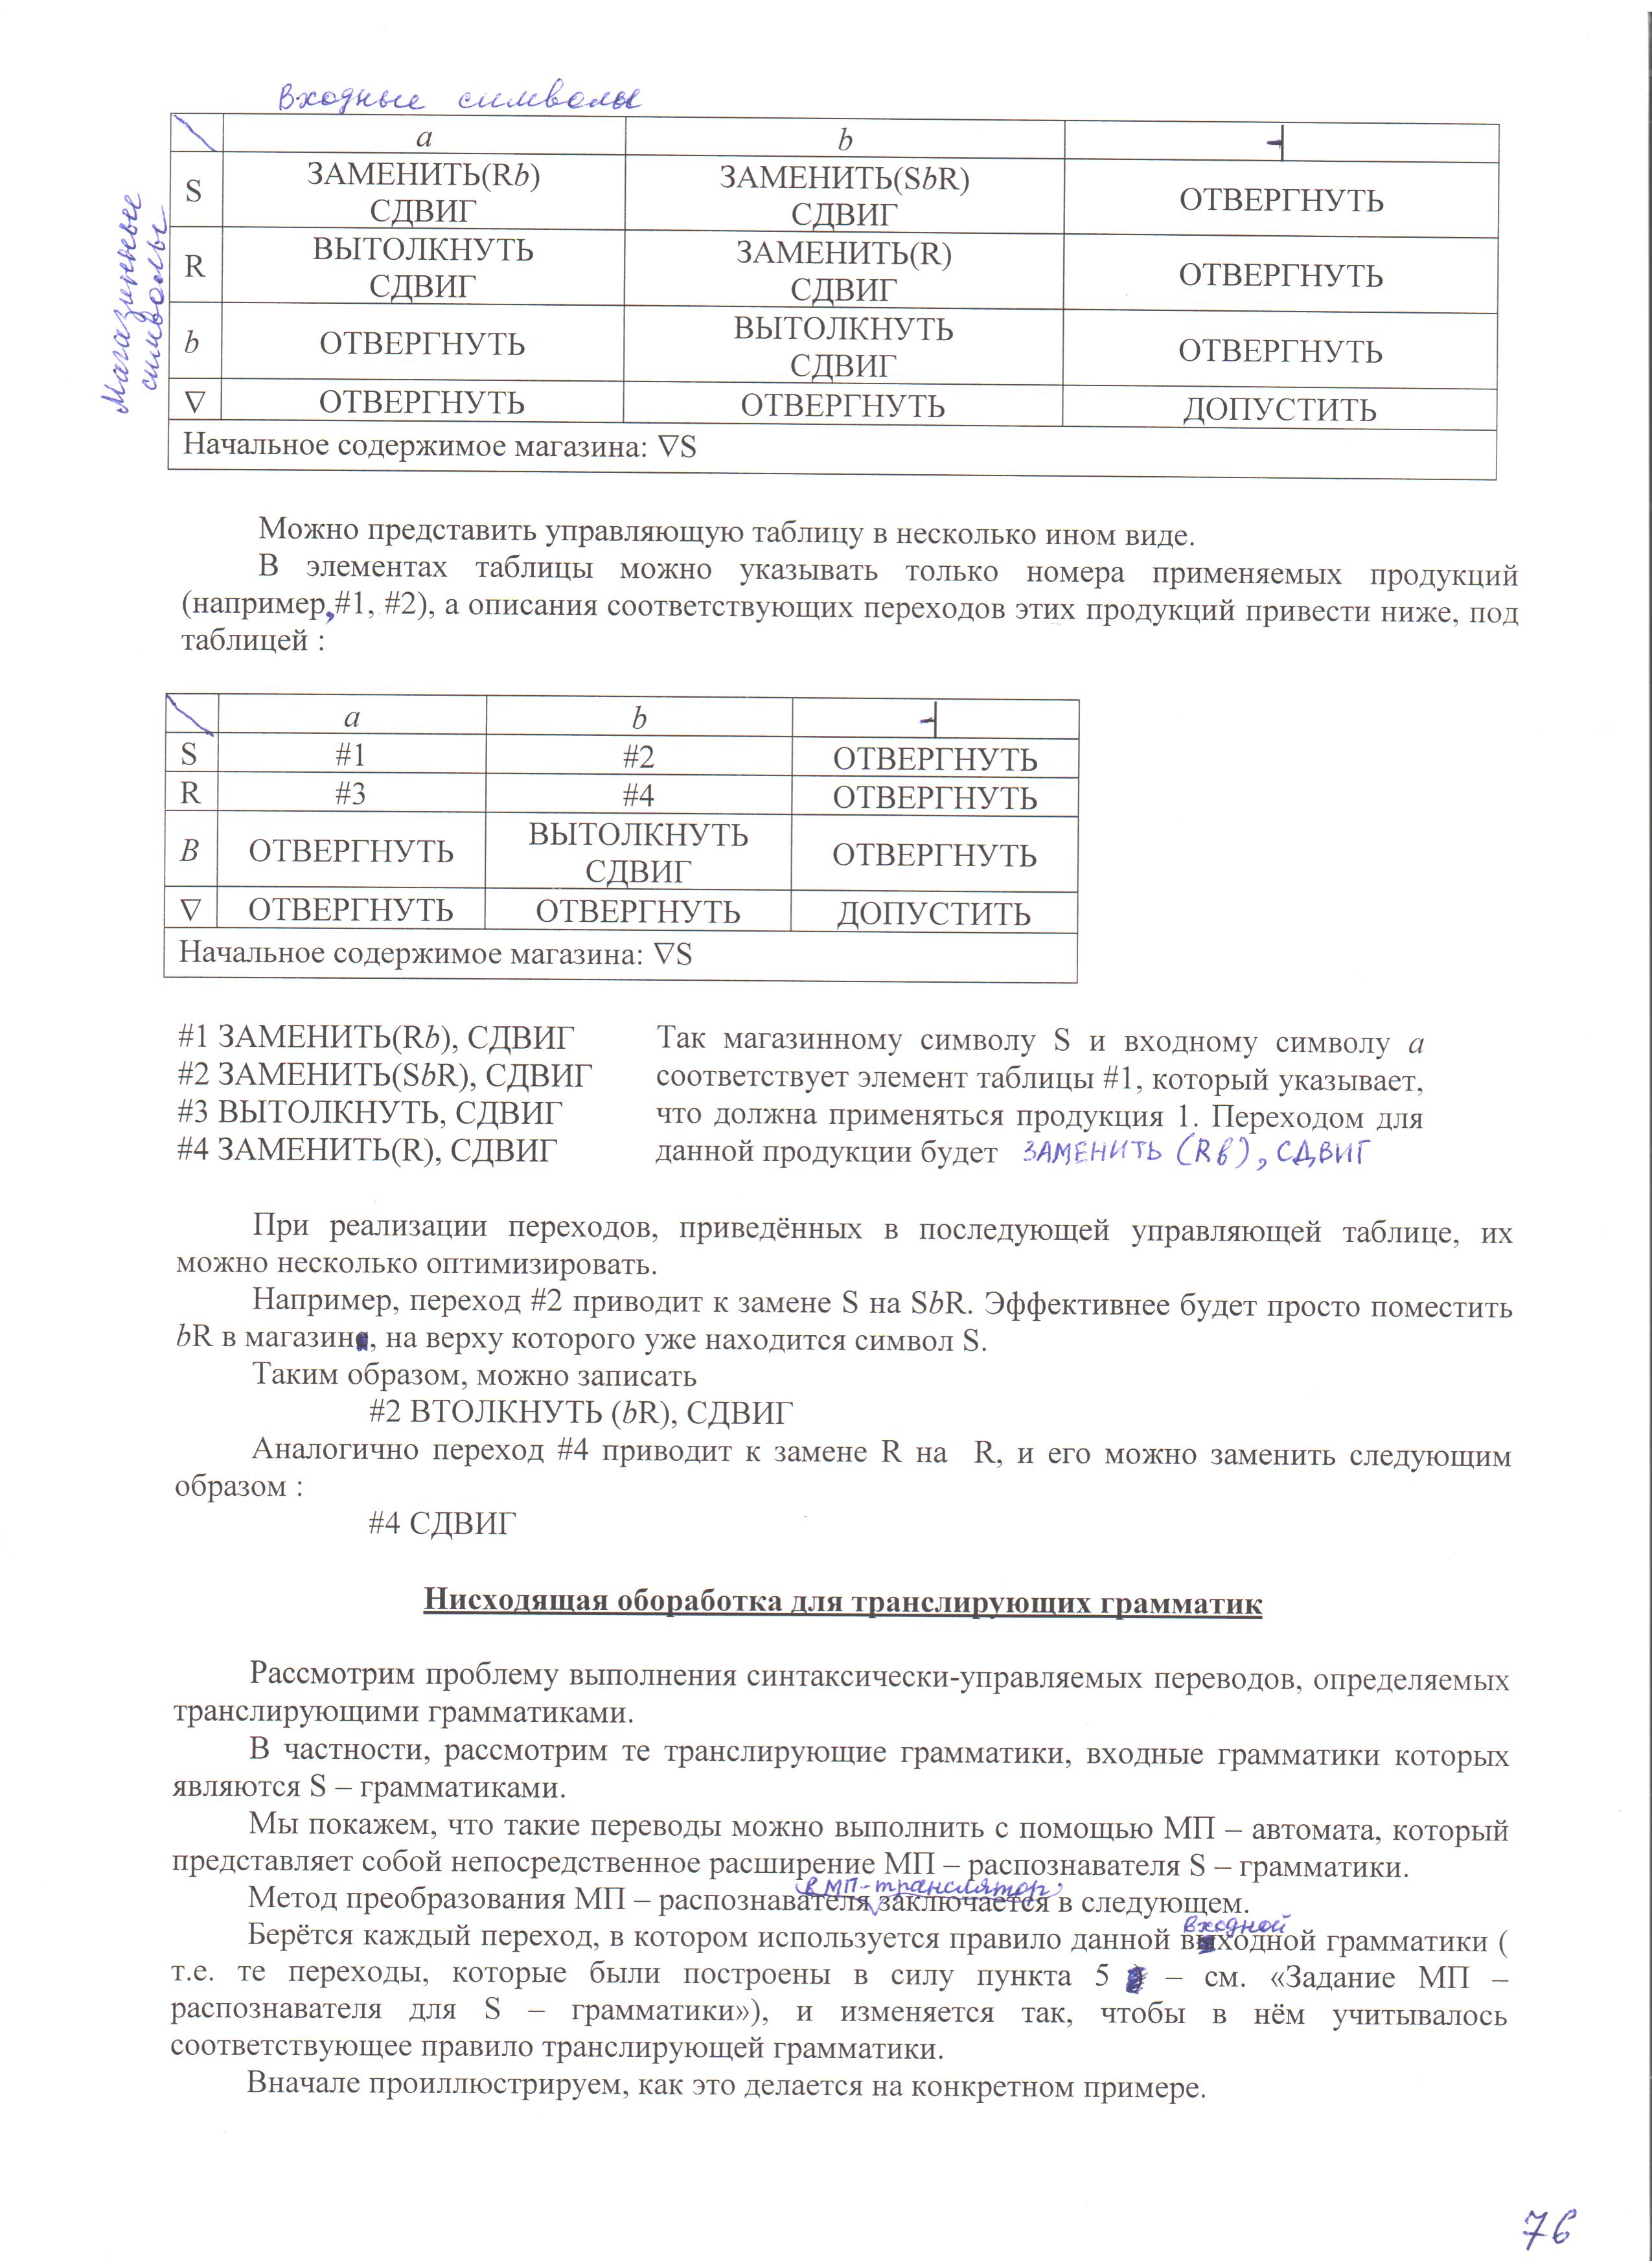 Входные символы
Магазинные
символы
a b ⊣
S ЗАМЕНИТЬ(Rb) ЗАМЕНИТЬ(SbR) ОТВЕРГНУТЬ
СДВИГ СДВИГ
R ВЫТОЛКНУТЬ ЗАМЕНИТЬ(R) ОТВЕРГНУТЬ
СДВИГ СДВИГ
b ОТВЕРГНУТЬ ВЫТОЛКНУТЬ ОТВЕРГНУТЬ
СДВИГ
∇ ОТВЕРГНУТЬ ОТВЕРГНУТЬ ДОПУСТИТЬ
Начальное содержимое магазина: ∇S
Можно представить управляющую таблицу в несколько ином виде.
В элементах таблицы можно указывать только номера применяемых продукций
(например, #1, #2), а описания соответствующих переходов этих продукций привести ниже, под
таблицей :
a b ⊣
S #1 #2 ОТВЕРГНУТЬ
R #3 #4 ОТВЕРГНУТЬ
B ОТВЕРГНУТЬ ВЫТОЛКНУТЬ ОТВЕРГНУТЬ
СДВИГ
∇ ОТВЕРГНУТЬ ОТВЕРГНУТЬ ДОПУСТИТЬ
Начальное содержимое магазина: ∇S
#1 ЗАМЕНИТЬ(Rb), СДВИГ
#2 ЗАМЕНИТЬ(SbR), СДВИГ
#3 ВЫТОЛКНУТЬ, СДВИГ
#4 ЗАМЕНИТЬ(R), СДВИГ
Так магазинному символу S и входному символу a
соответствует элемент таблицы #1, который указывает,
что должна применяться продукция 1. Переходом для
данной продукции будет ЗАМЕНИТЬ (Rb), СДВИГ
При реализации переходов, приведённых в последующей управляющей таблице, их
можно несколько оптимизировать.
Например, переход #2 приводит к замене S на SbR. Эффективнее будет просто поместить
bR в магазин, на верху которого уже находится символ S.
Таким образом, можно записать
#2 ВТОЛКНУТЬ (bR), СДВИГ
Аналогично переход #4 приводит к замене R на R, и его можно заменить следующим
образом :
#4 СДВИГ
Нисходящая обоработка для транслирующих грамматик
Рассмотрим проблему выполнения синтаксически-управляемых переводов, определяемых
транслирующими грамматиками.
В частности, рассмотрим те транслирующие грамматики, входные грамматики которых
являются S – грамматиками.
Мы покажем, что такие переводы можно выполнить с помощью МП – автомата, который
представляет собой непосредственное расширение МП – распознавателя S – грамматики.
в МП-транслятор
Метод преобразования МП – распознавателя заключается в следующем.
входной
Берётся каждый переход, в котором используется правило данной выходной грамматики (
т.е. те переходы, которые были построены в силу пункта 5 – см. «Задание МП –
распознавателя для S – грамматики»), и изменяется так, чтобы в нём учитывалось
соответствующее правило транслирующей грамматики.
Вначале проиллюстрируем, как это делается на конкретном примере.
76